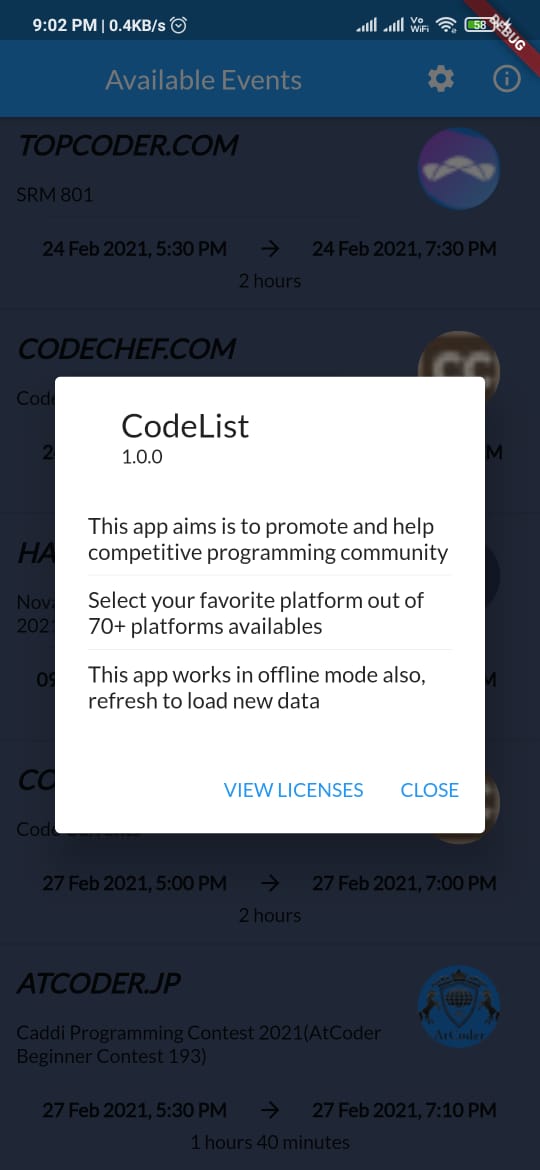 9:02 PM | 0.4KB/s
Vo
WiFi
58
DEBUG
Available Events
TOPCODER.COM
SRM 801
24 Feb 2021, 5:30 PM → 24 Feb 2021, 7:30 PM
2 hours
CODECHEF.COM
CC
Code
2
M
CodeList
1.0.0
HA
Nova
2021
09
M
This app aims is to promote and help
competitive programming community
Select your favorite platform out of
70+ platforms availables
This app works in offline mode also,
refresh to load new data
VIEW LICENSES
CLOSE
CO
Code
27 Feb 2021, 5:00 PM → 27 Feb 2021, 7:00 PM
2 hours
ATCODER.JP
AtCoder
Caddi Programming Contest 2021(AtCoder
Beginner Contest 193)
27 Feb 2021, 5:30 PM → 27 Feb 2021, 7:10 PM
1 hours 40 minutes